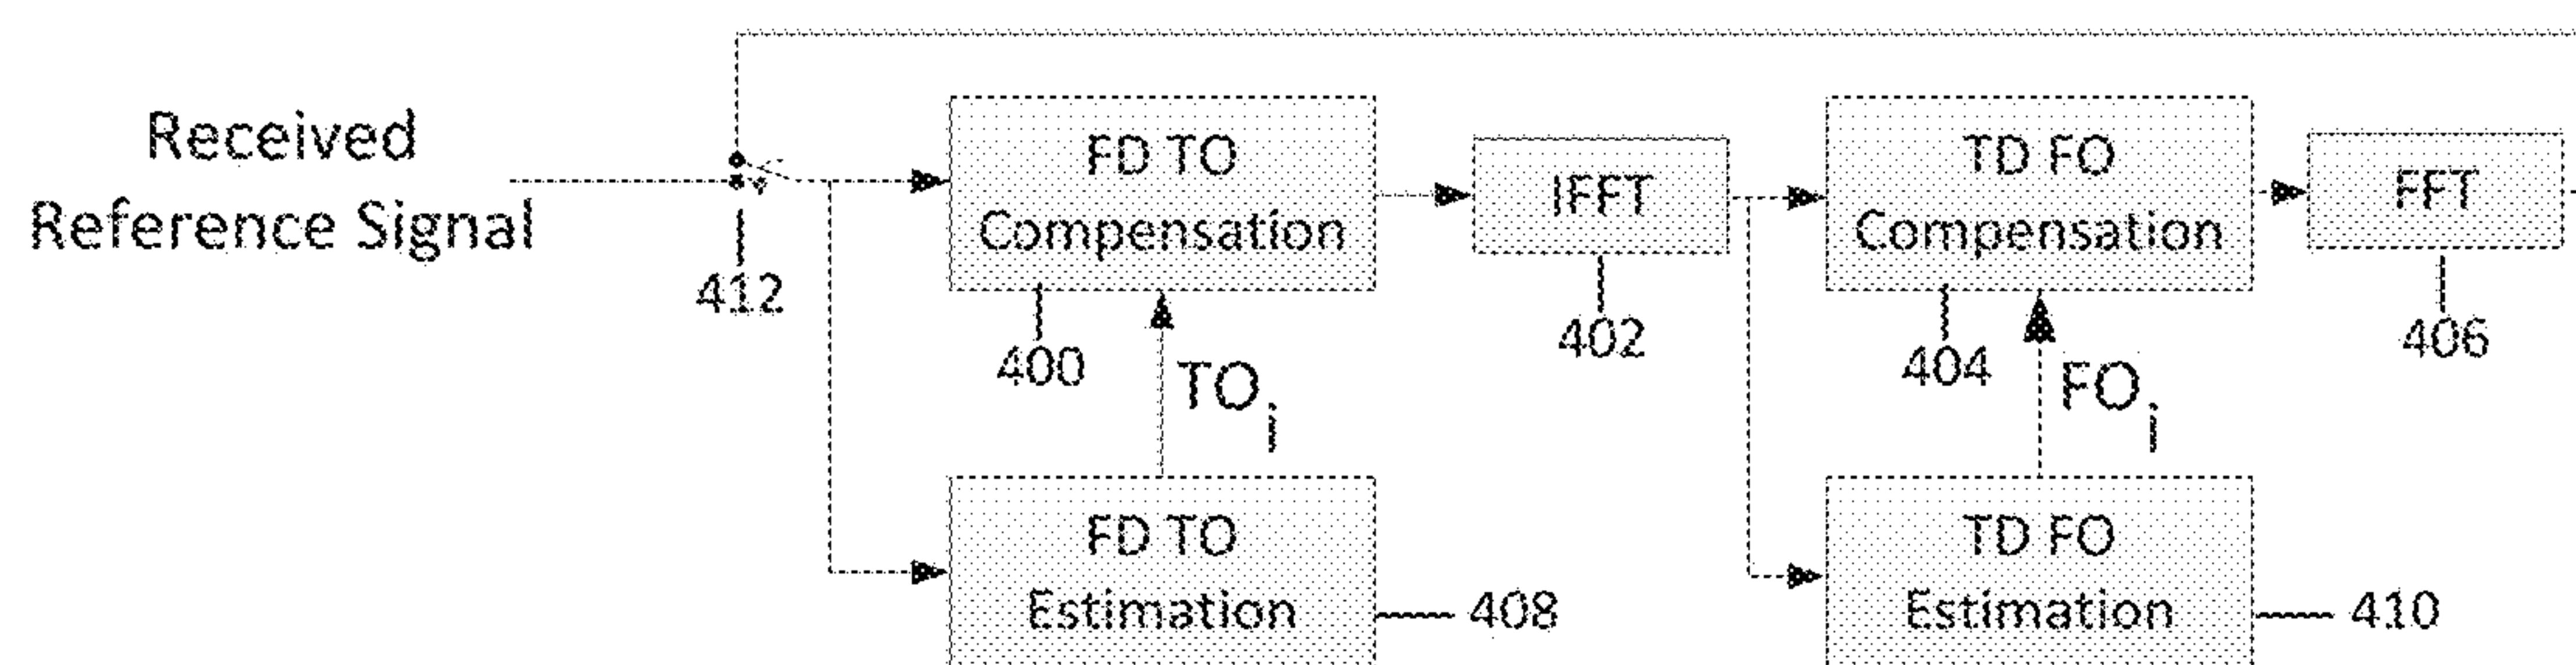 Received
Reference Signal
412
FD TO
Compensation
400
IFFT
402
TD FO
Compensation
404
FFT
406
TO i
FO i
FD TO
Estimation
408
TD FO
Estimation
410